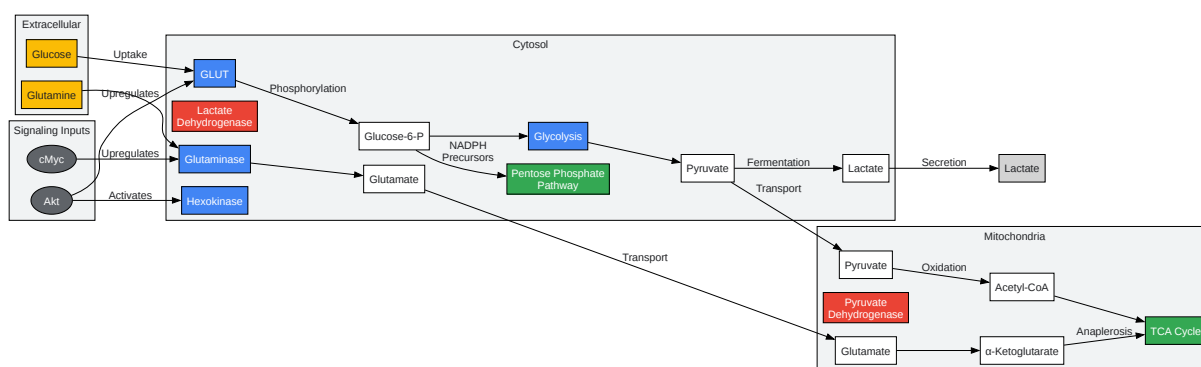 Extracellular
Glucose
Glutamine
Signaling Inputs
cMyc
Akt
Uptake
Upregulates
Upregulates
Activates
Cytosol
GLUT
Lactate
Dehydrogenase
Glutaminase
Hexokinase
Phosphorylation
Glucose-6-P
Glutamate
NADPH
Precursors
Glycolysis
Pentose Phosphate
Pathway
Pyruvate
Fermentation
Lactate
Secretion
Lactate
Transport
Transport
Mitochondria
Pyruvate
Oxidation
Acetyl-CoA
Pyruvate
Dehydrogenase
TCA Cycle
Glutamate
α-Ketoglutarate
Anaplerosis